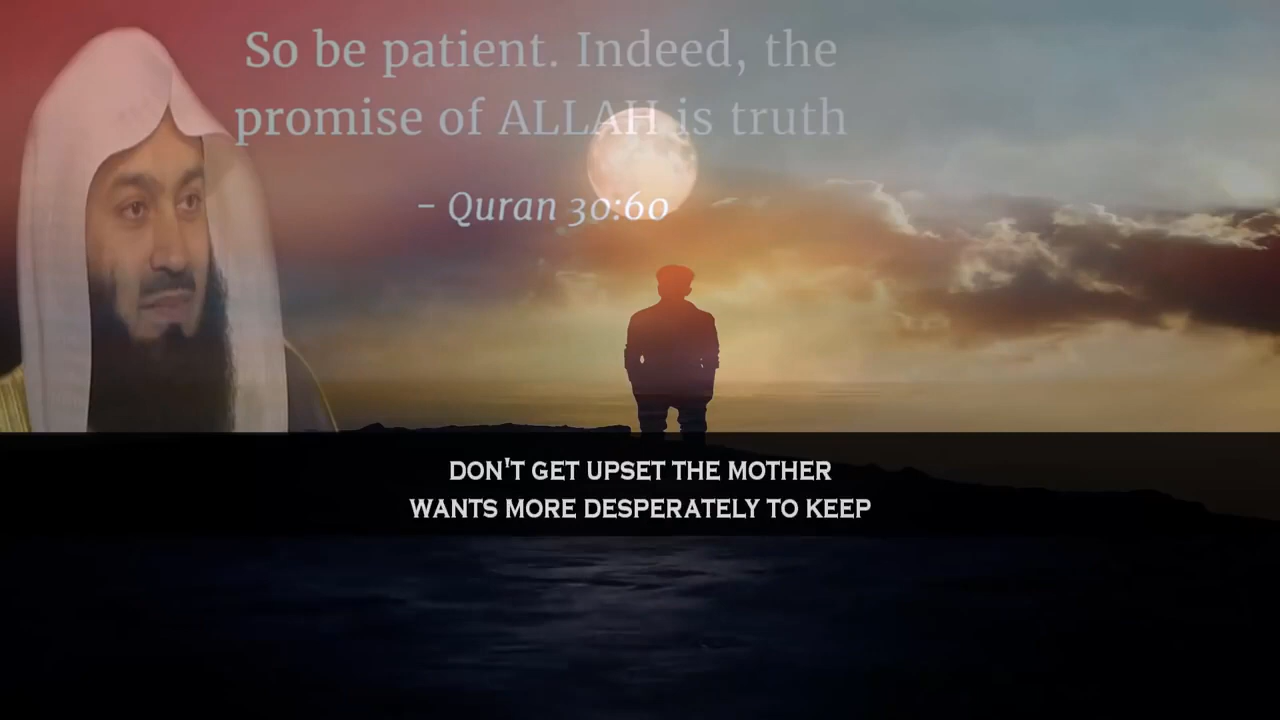 So be patient. Indeed, the
promise of ALLAH is truth
– Quran 30:60
DON'T GET UPSET THE MOTHER
WANTS MORE DESPERATELY TO KEEP